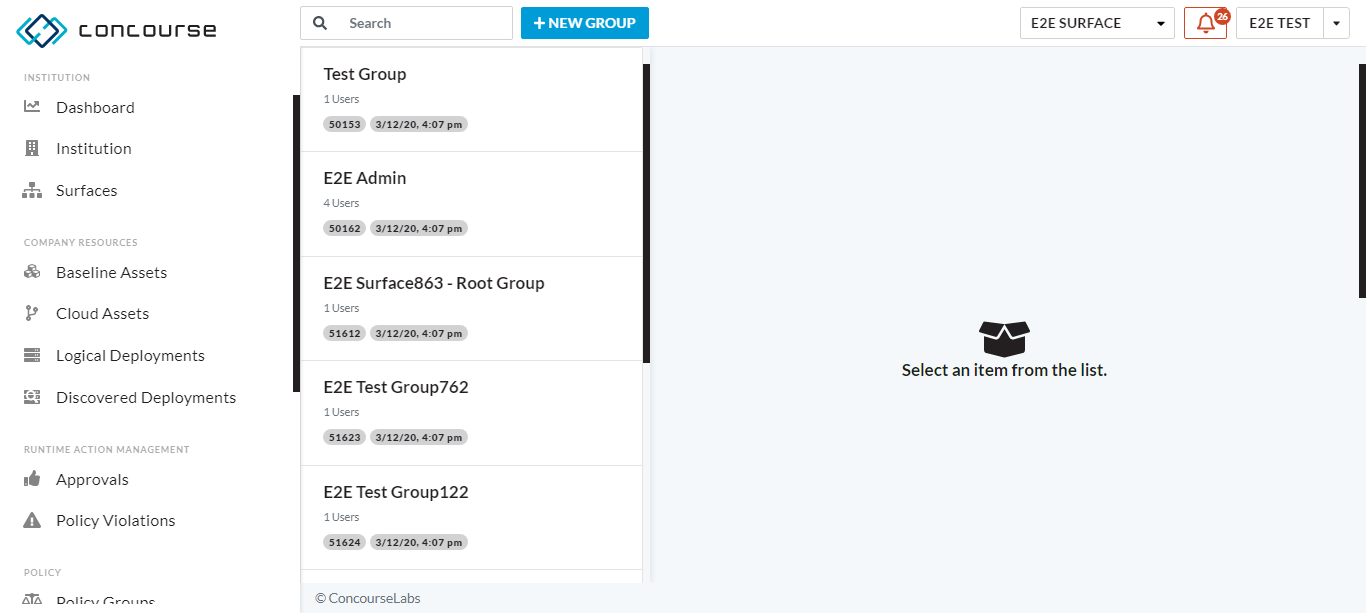 concourse
Search
NEW GROUP
E2E SURFACE
26
E2E TEST
INSTITUTION
Dashboard
Institution
Surfaces
COMPANY RESOURCES
Baseline Assets
Cloud Assets
Logical Deployments
Discovered Deployments
RUNTIME ACTION MANAGEMENT
Approvals
Policy Violations
POLICY
Policy Groups
Test Group
1 Users
50153 3/12/20, 4:07 pm
E2E Admin
4 Users
50162 3/12/20, 4:07 pm
E2E Surface863 - Root Group
1 Users
51612 3/12/20, 4:07 pm
E2E Test Group762
1 Users
51623 3/12/20, 4:07 pm
E2E Test Group122
1 Users
51624 3/12/20, 4:07 pm
Select an item from the list.
© ConcourseLabs